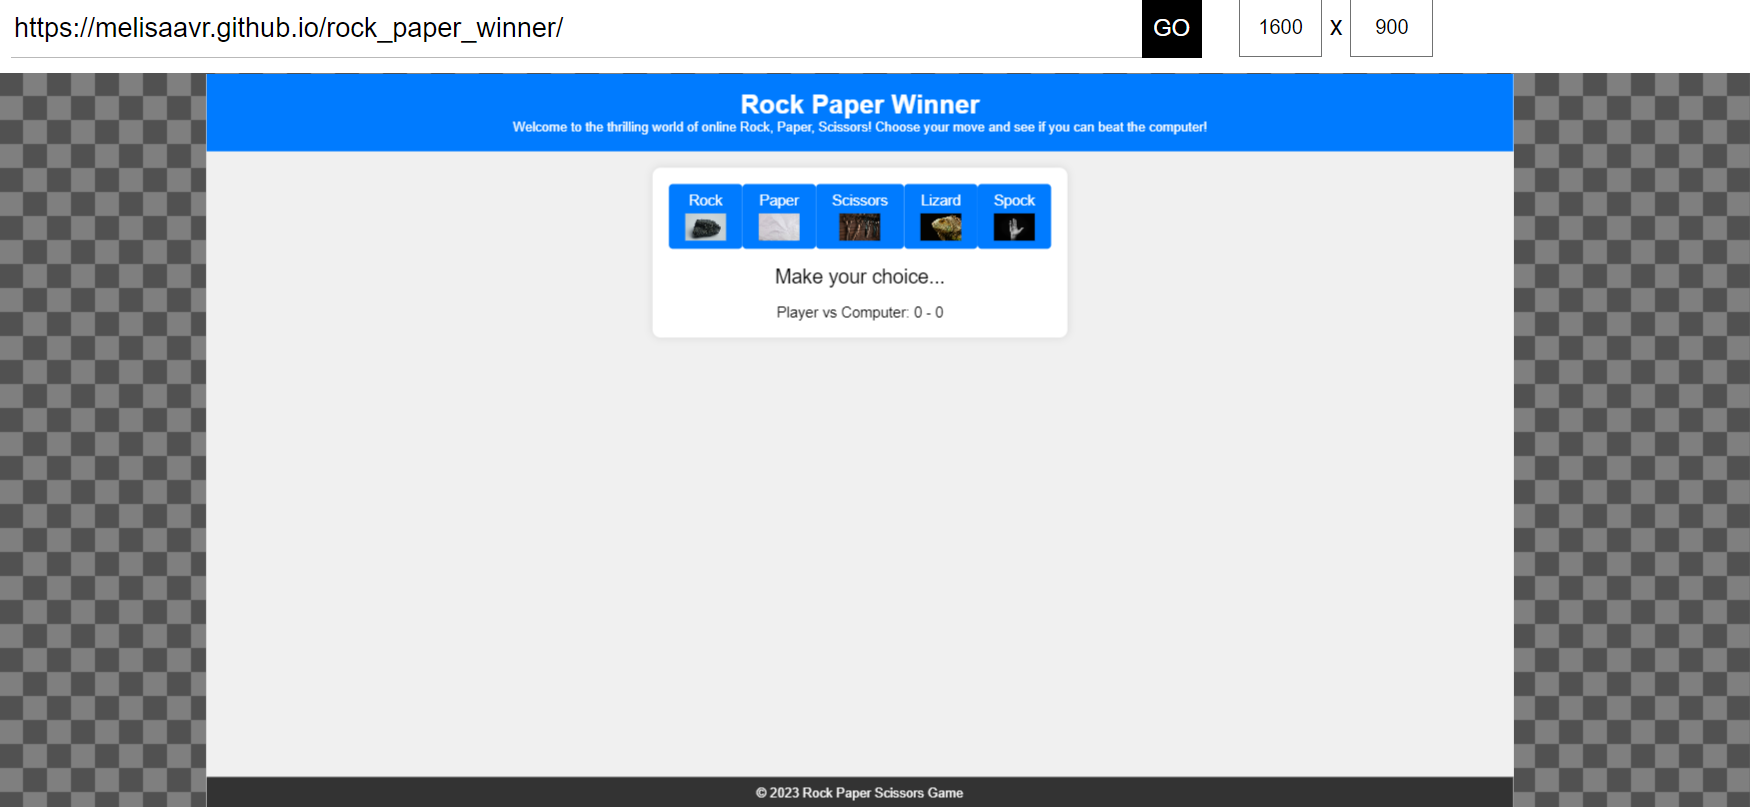 https://melisaavr.github.io/rock_paper_winner/ GO 1600 X 900
Rock Paper Winner
Welcome to the thrilling world of online Rock, Paper, Scissors! Choose your move and see if you can beat the computer!
Rock Paper Scissors Lizard Spock
Make your choice...
Player vs Computer: 0 - 0
© 2023 Rock Paper Scissors Game